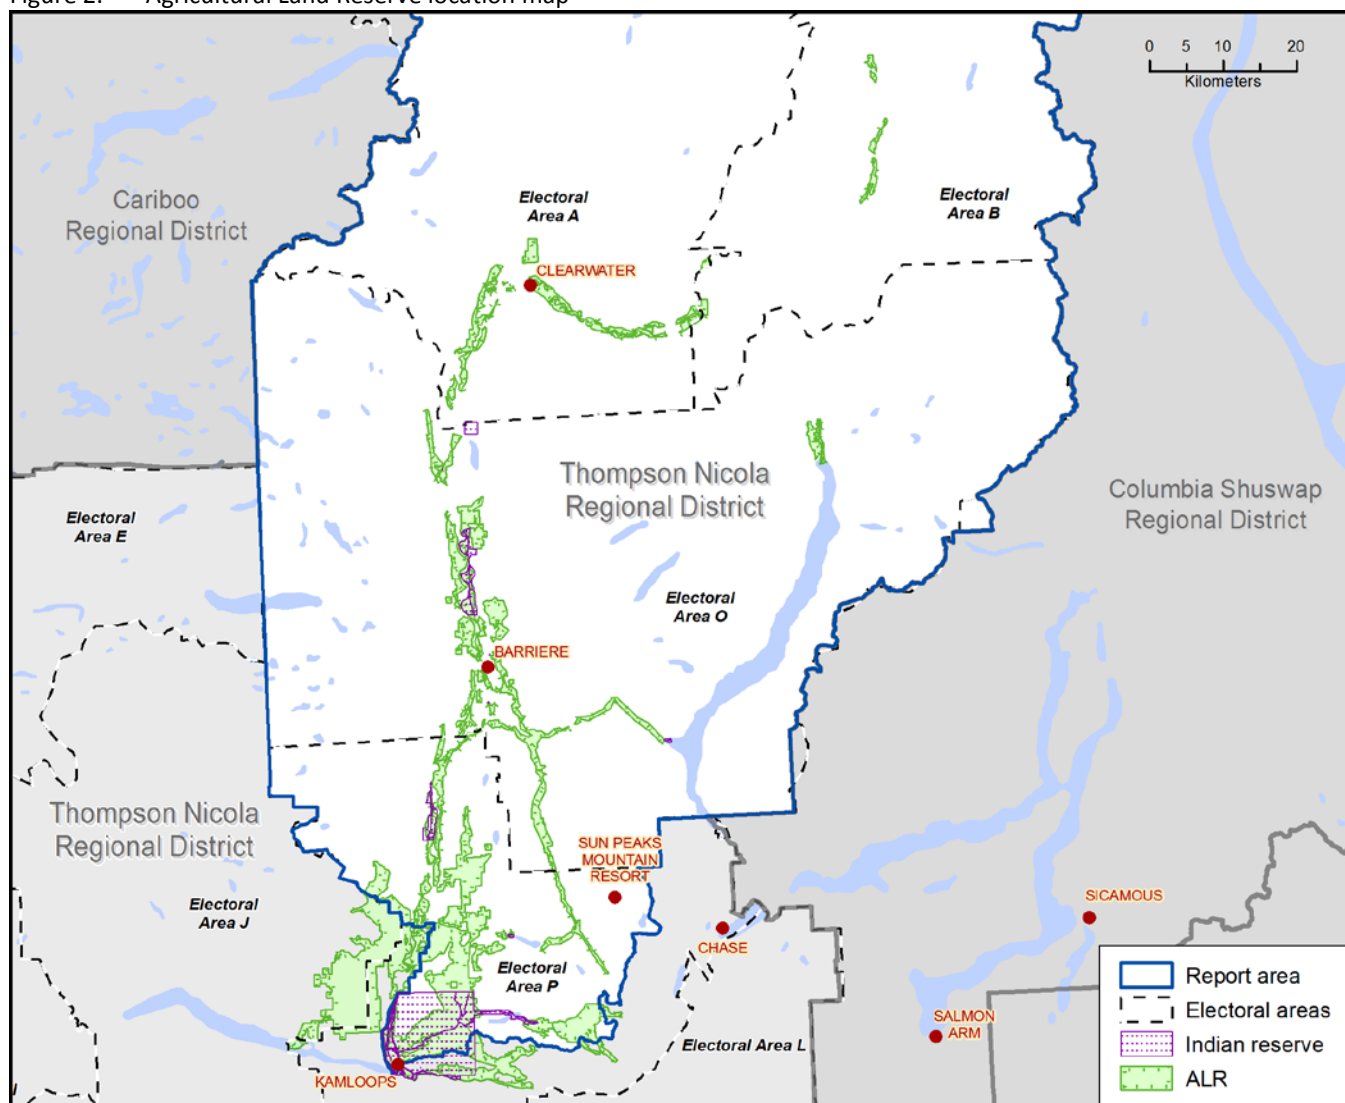 Figure 2. Agricultural Land Reserve location map
0 5 10 20
Kilometers
Cariboo
Regional District
Electoral
Area A
Electoral
Area B
CLEARWATER
Thompson Nicola
Regional District
Columbia Shuswap
Regional District
Electoral
Area E
Electoral
Area O
BARRIERE
Thompson Nicola
Regional District
SUN PEAKS
MOUNTAIN
RESORT
Electoral
Area J
SICAMOUS
CHASE
Electoral
Area P
SALMON
ARM
Electoral Area L
KAMLOOPS
Report area
Electoral areas
Indian reserve
ALR